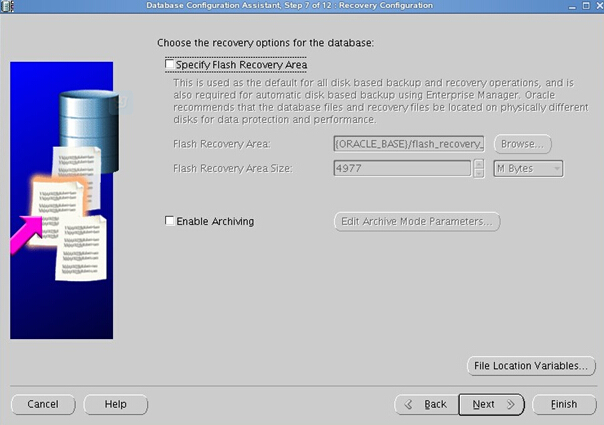 Database Configuration Assistant, Step 7 of 12 : Recovery Configuration
Choose the recovery options for the database:
Specify Flash Recovery Area
This is used as the default for all disk based backup and recovery operations, and is
also required for automatic disk based backup using Enterprise Manager. Oracle
recommends that the database files and recovery files be located on physically different
disks for data protection and performance.
Flash Recovery Area:
{ORACLE_BASE}/flash_recovery_
Browse...
Flash Recovery Area Size:
4977
M Bytes
Enable Archiving
Edit Archive Mode Parameters...
File Location Variables...
Cancel
Help
Back
Next
Finish